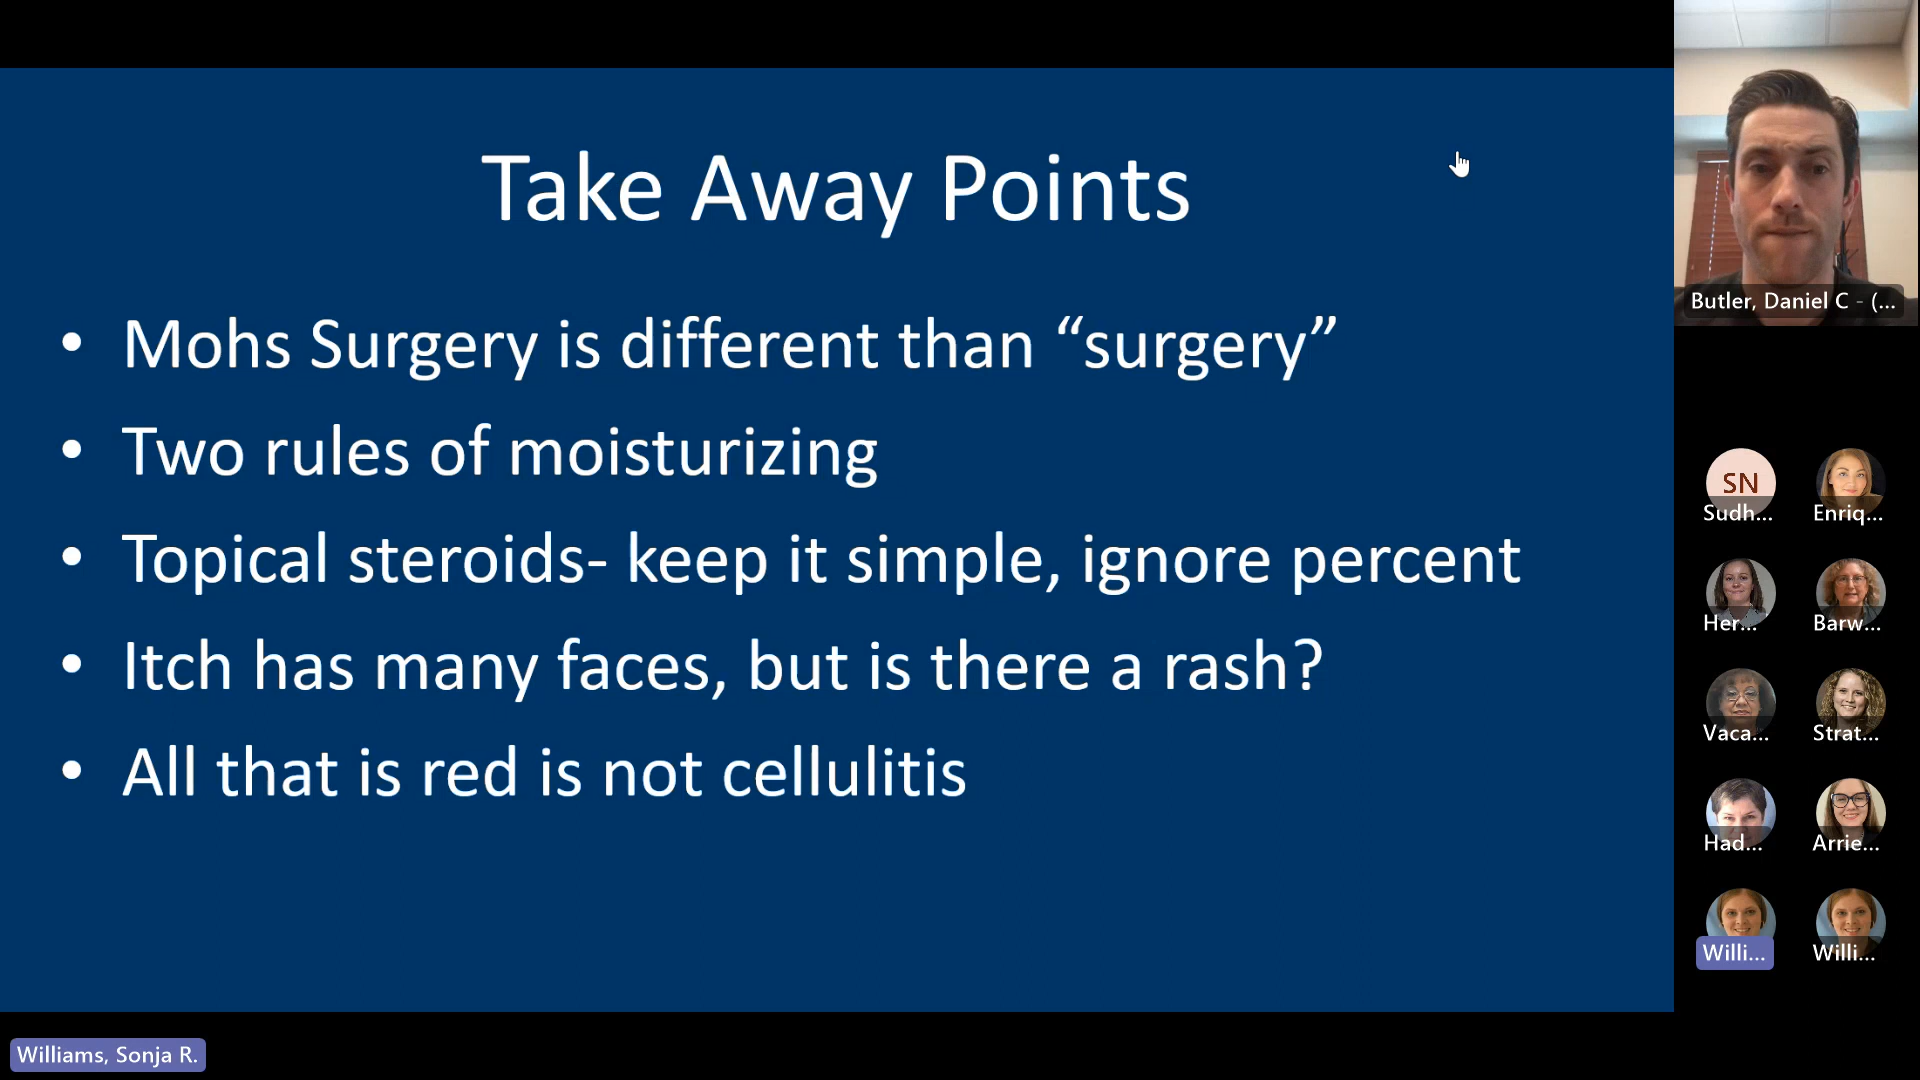 Take Away Points
• Mohs Surgery is different than “surgery”
• Two rules of moisturizing
• Topical steroids- keep it simple, ignore percent
• Itch has many faces, but is there a rash?
• All that is red is not cellulitis
Butler, Daniel C - (...
SN
Sudh...
Enriq...
Her...
Barw...
Vaca...
Strat...
Had...
Arrie...
Willi...
Willi...
Williams, Sonja R.